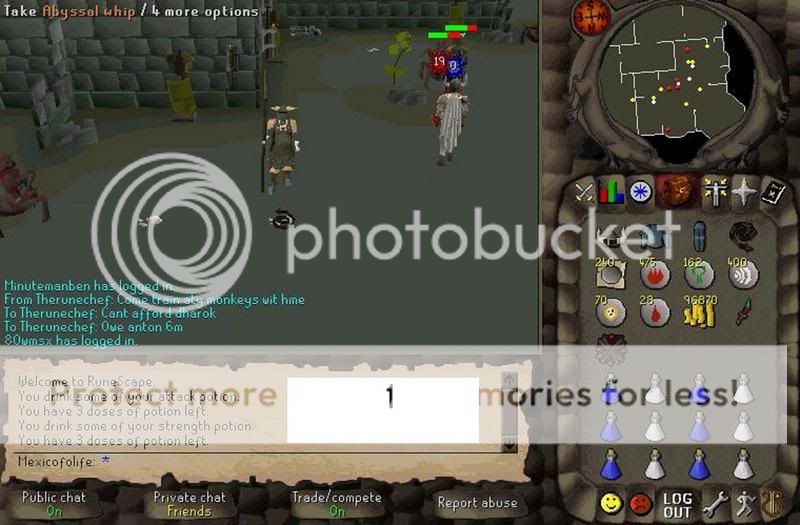 Take Abyssal whip / 4 more options
19
0
photobucket
Minutemanben has logged in.
From Therunechef: Come train aty monkeys wit hme
To Therunechef: Cant afford dharok
To Therunechef: Owe anton 6m
80wmsx has logged in.
240 475 162 400
70 28 96870
Welcome to RuneScape.
Protect more memories for less!
1
You drink some of your attack potion.
You have 3 doses of potion left.
You drink some of your strength potion.
You have 3 doses of potion left.
Mexicofolife: *
Public chat
On
Private chat
Friends
Trade/compete
On
Report abuse
LOG
OUT